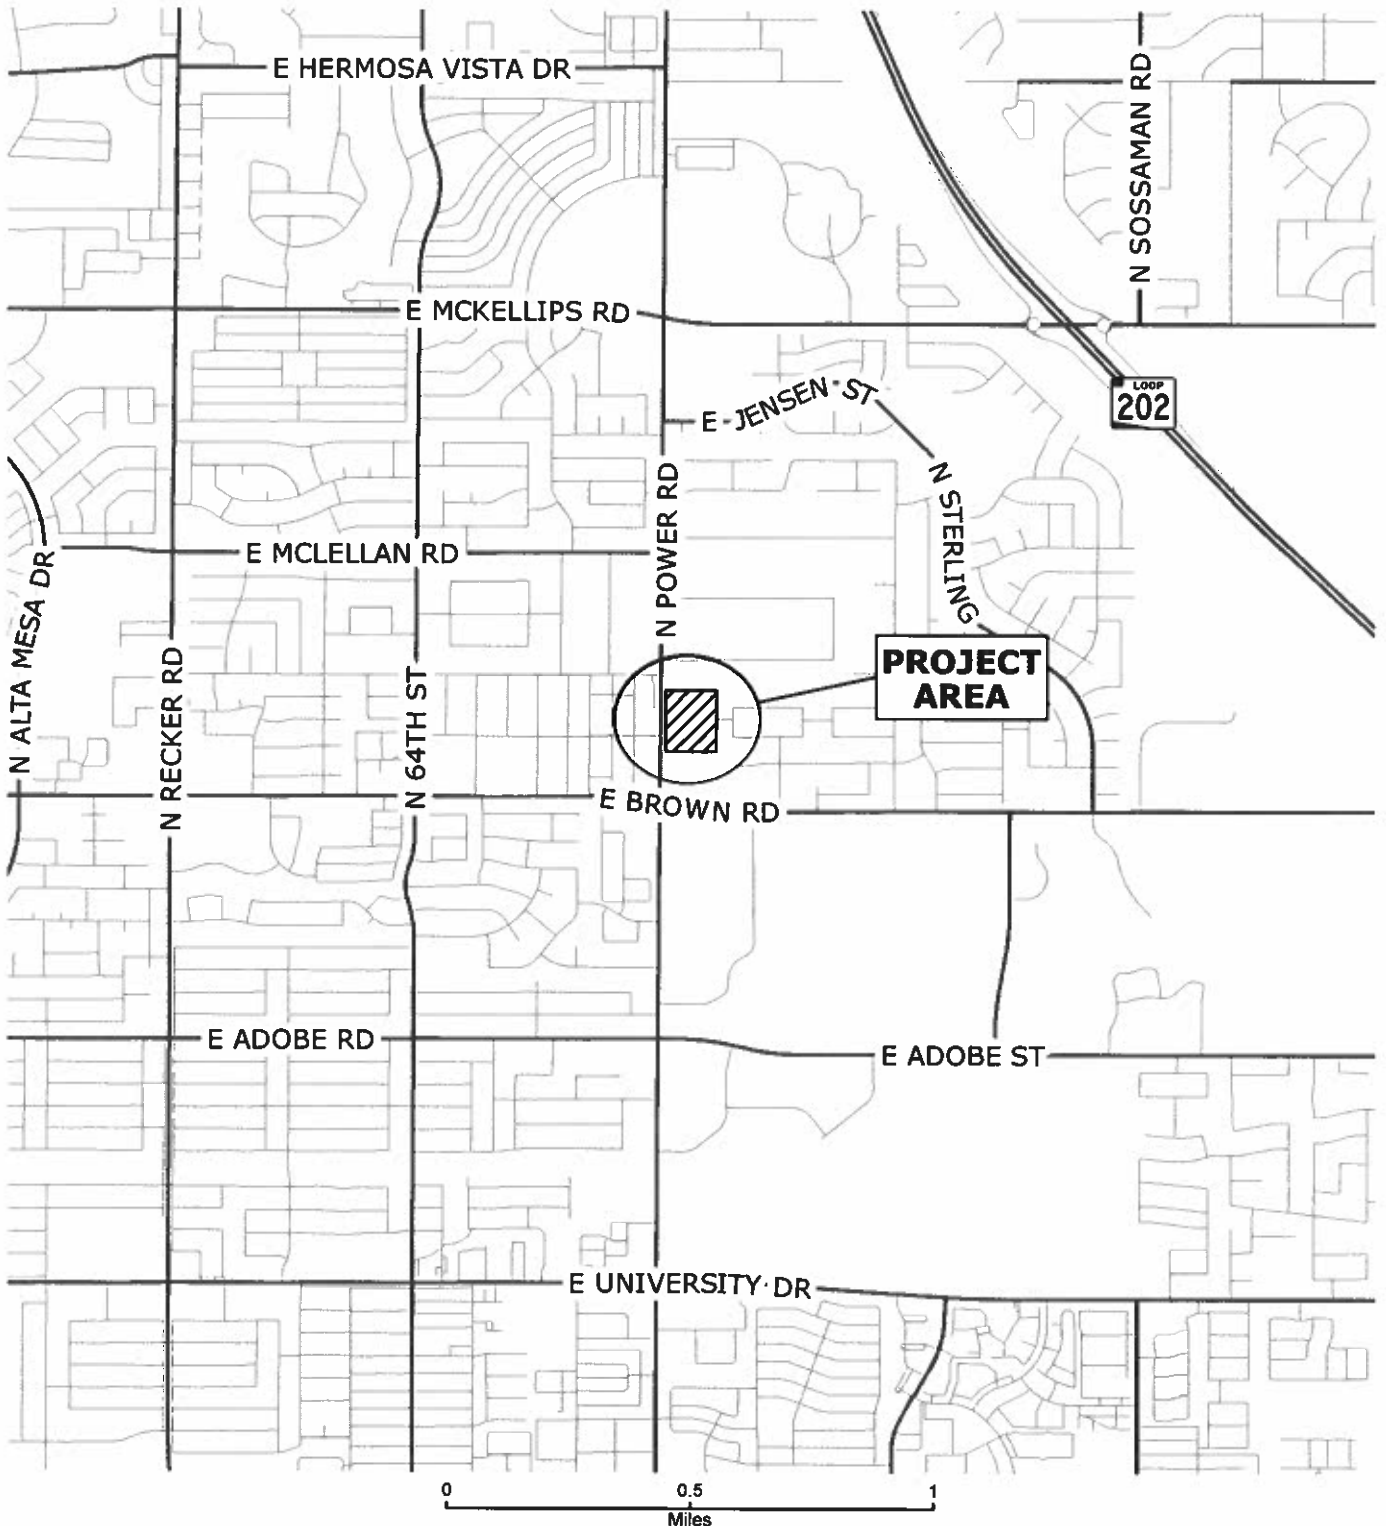 E HERMOSA VISTA DR
N SOSSAMAN RD
E MCKELLIPS RD
LOOP
202
E JENSEN ST
N STERLING
N POWER RD
E MCLELLAN RD
N ALTA MESA DR
N RECKER RD
N 64TH ST
PROJECT
AREA
E BROWN RD
E ADOBE RD
E ADOBE ST
E UNIVERSITY DR
0 0.5 1
Miles